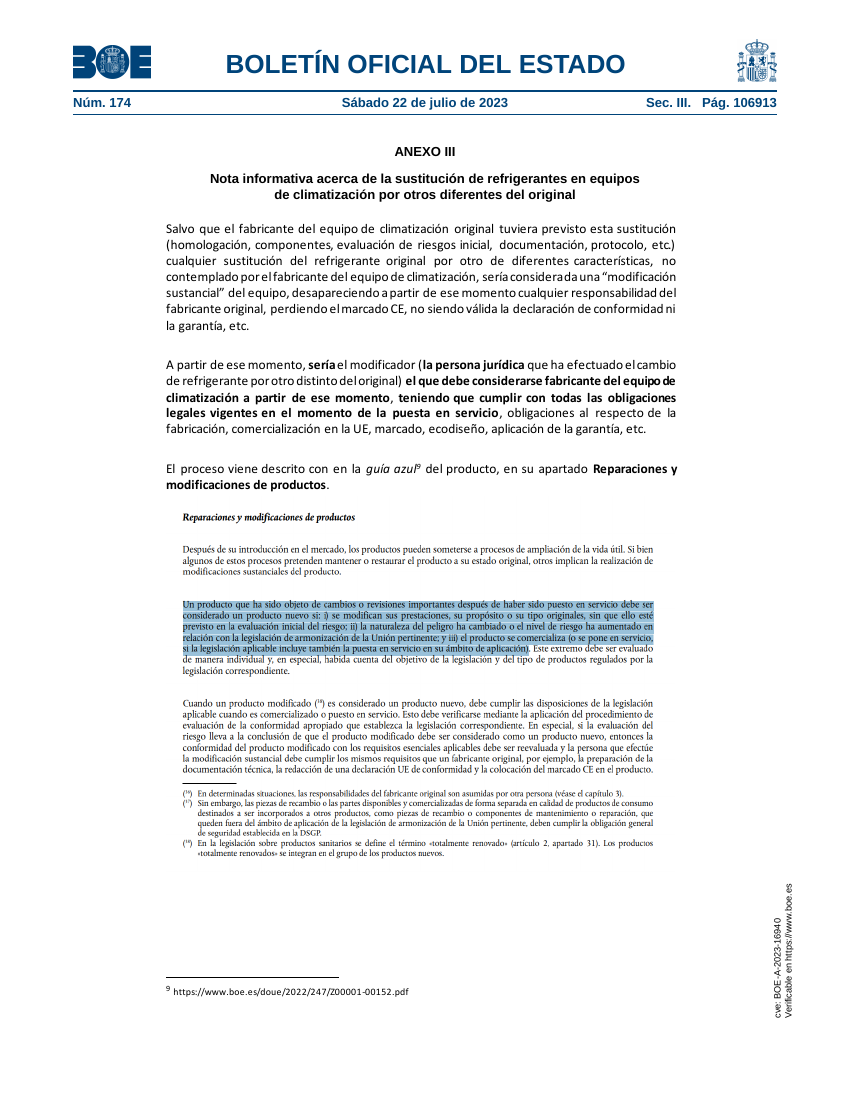 BOE
BOLETÍN OFICIAL DEL ESTADO
Núm. 174
Sábado 22 de julio de 2023
Sec. III. Pág. 106913
ANEXO III
Nota informativa acerca de la sustitución de refrigerantes en equipos
de climatización por otros diferentes del original
Salvo que el fabricante del equipo de climatización original tuviera previsto esta sustitución
(homologación, componentes, evaluación de riesgos inicial, documentación, protocolo, etc.)
cualquier sustitución del refrigerante original por otro de diferentes características, no
contemplado por el fabricante del equipo de climatización, sería considerada una “modificación
sustancial” del equipo, desapareciendo a partir de ese momento cualquier responsabilidad del
fabricante original, perdiendo el marcado CE, no siendo válida la declaración de conformidad ni
la garantía, etc.
A partir de ese momento, sería el modificador (la persona jurídica que ha efectuado el cambio
de refrigerante por otro distinto del original) el que debe considerarse fabricante del equipo de
climatización a partir de ese momento, teniendo que cumplir con todas las obligaciones
legales vigentes en el momento de la puesta en servicio, obligaciones al respecto de la
fabricación, comercialización en la UE, marcado, ecodiseño, aplicación de la garantía, etc.
El proceso viene descrito con en la guía azul⁹ del producto, en su apartado Reparaciones y
modificaciones de productos.
Reparaciones y modificaciones de productos
Después de su introducción en el mercado, los productos pueden someterse a procesos de ampliación de la vida útil. Si bien
algunos de estos procesos pretenden mantener o restaurar el producto a su estado original, otros implican la realización de
modificaciones sustanciales del producto.
Un producto que ha sido objeto de cambios o revisiones importantes después de haber sido puesto en servicio debe ser
considerado un producto nuevo si: i) se modifican sus prestaciones, su propósito o su tipo originales, sin que ello esté
previsto en la evaluación inicial del riesgo; ii) la naturaleza del peligro ha cambiado o el nivel de riesgo ha aumentado en
relación con la legislación de armonización de la Unión pertinente; y iii) el producto se comercializa (o se pone en servicio,
si la legislación aplicable incluye también la puesta en servicio en su ámbito de aplicación). Este extremo debe ser evaluado
de manera individual y, en especial, habida cuenta del objetivo de la legislación y del tipo de productos regulados por la
legislación correspondiente.
Cuando un producto modificado (¹⁸) es considerado un producto nuevo, debe cumplir las disposiciones de la legislación
aplicable cuando es comercializado o puesto en servicio. Esto debe verificarse mediante la aplicación del procedimiento de
evaluación de la conformidad apropiado que establezca la legislación correspondiente. En especial, si la evaluación del
riesgo lleva a la conclusión de que el producto modificado debe ser considerado como un producto nuevo, entonces la
conformidad del producto modificado con los requisitos esenciales aplicables debe ser reevaluada y la persona que efectúe
la modificación sustancial debe cumplir los mismos requisitos que un fabricante original, por ejemplo, la preparación de la
documentación técnica, la redacción de una declaración UE de conformidad y la colocación del marcado CE en el producto.
(¹⁶) En determinadas situaciones, las responsabilidades del fabricante original son asumidas por otra persona (véase el capítulo 3).
(¹⁷) Sin embargo, las piezas de recambio o las partes disponibles y comercializadas de forma separada en calidad de productos de consumo
destinados a ser incorporados a otros productos, como piezas de recambio o componentes de mantenimiento o reparación, que
queden fuera del ámbito de aplicación de la legislación de armonización de la Unión pertinente, deben cumplir la obligación general
de seguridad establecida en la DSGP.
(¹⁸) En la legislación sobre productos sanitarios se define el término «totalmente renovado» (artículo 2, apartado 31). Los productos
«totalmente renovados» se integran en el grupo de los productos nuevos.
⁹ https://www.boe.es/doue/2022/247/Z00001-00152.pdf
cve: BOE-A-2023-16940
Verificable en https://www.boe.es